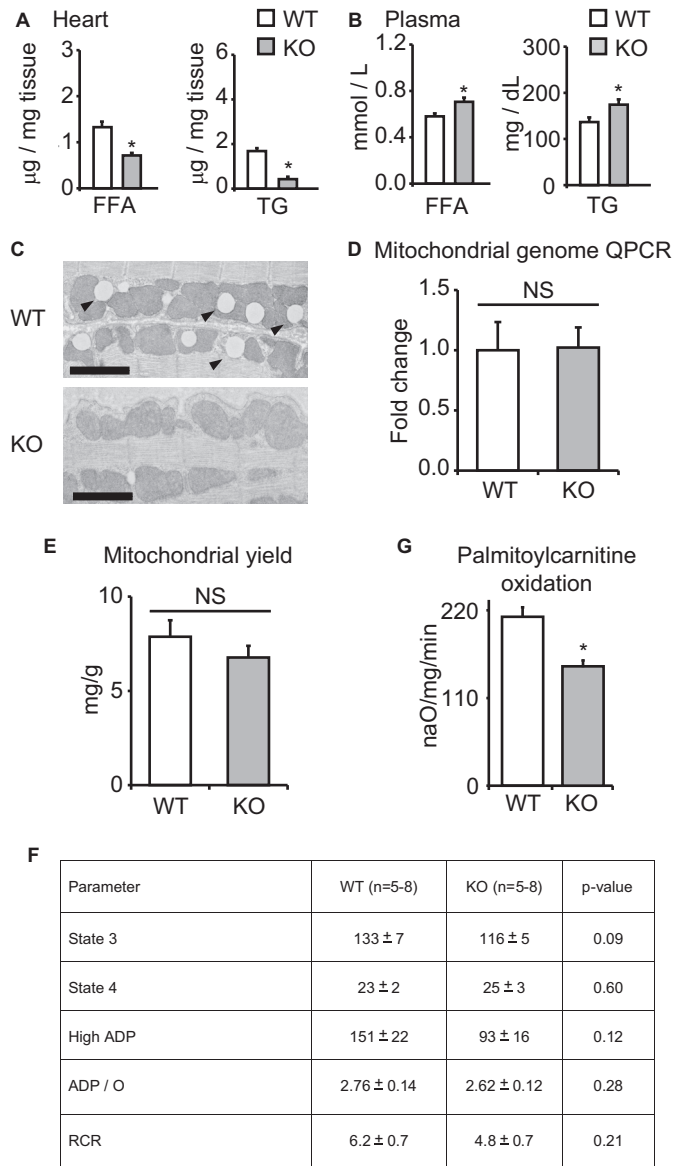 A Heart
WT
KO
μg / mg tissue
3
2
1
0
*
FFA
μg / mg tissue
6
4
2
0
*
TG
B Plasma
WT
KO
mmol / L
1.2
0.8
0.4
0.0
*
FFA
mg / dL
300
200
100
0
*
TG
C
WT
KO
D Mitochondrial genome QPCR
Fold change
1.5
1.0
0.5
0.0
NS
WT KO
E Mitochondrial yield
mg/g
10
5
0
NS
WT KO
G Palmitoylcarnitine
oxidation
naO/mg/min
220
110
0
*
WT KO
F
Parameter WT (n=5-8) KO (n=5-8) p-value
State 3 133 ± 7 116 ± 5 0.09
State 4 23 ± 2 25 ± 3 0.60
High ADP 151 ± 22 93 ± 16 0.12
ADP / O 2.76 ± 0.14 2.62 ± 0.12 0.28
RCR 6.2 ± 0.7 4.8 ± 0.7 0.21